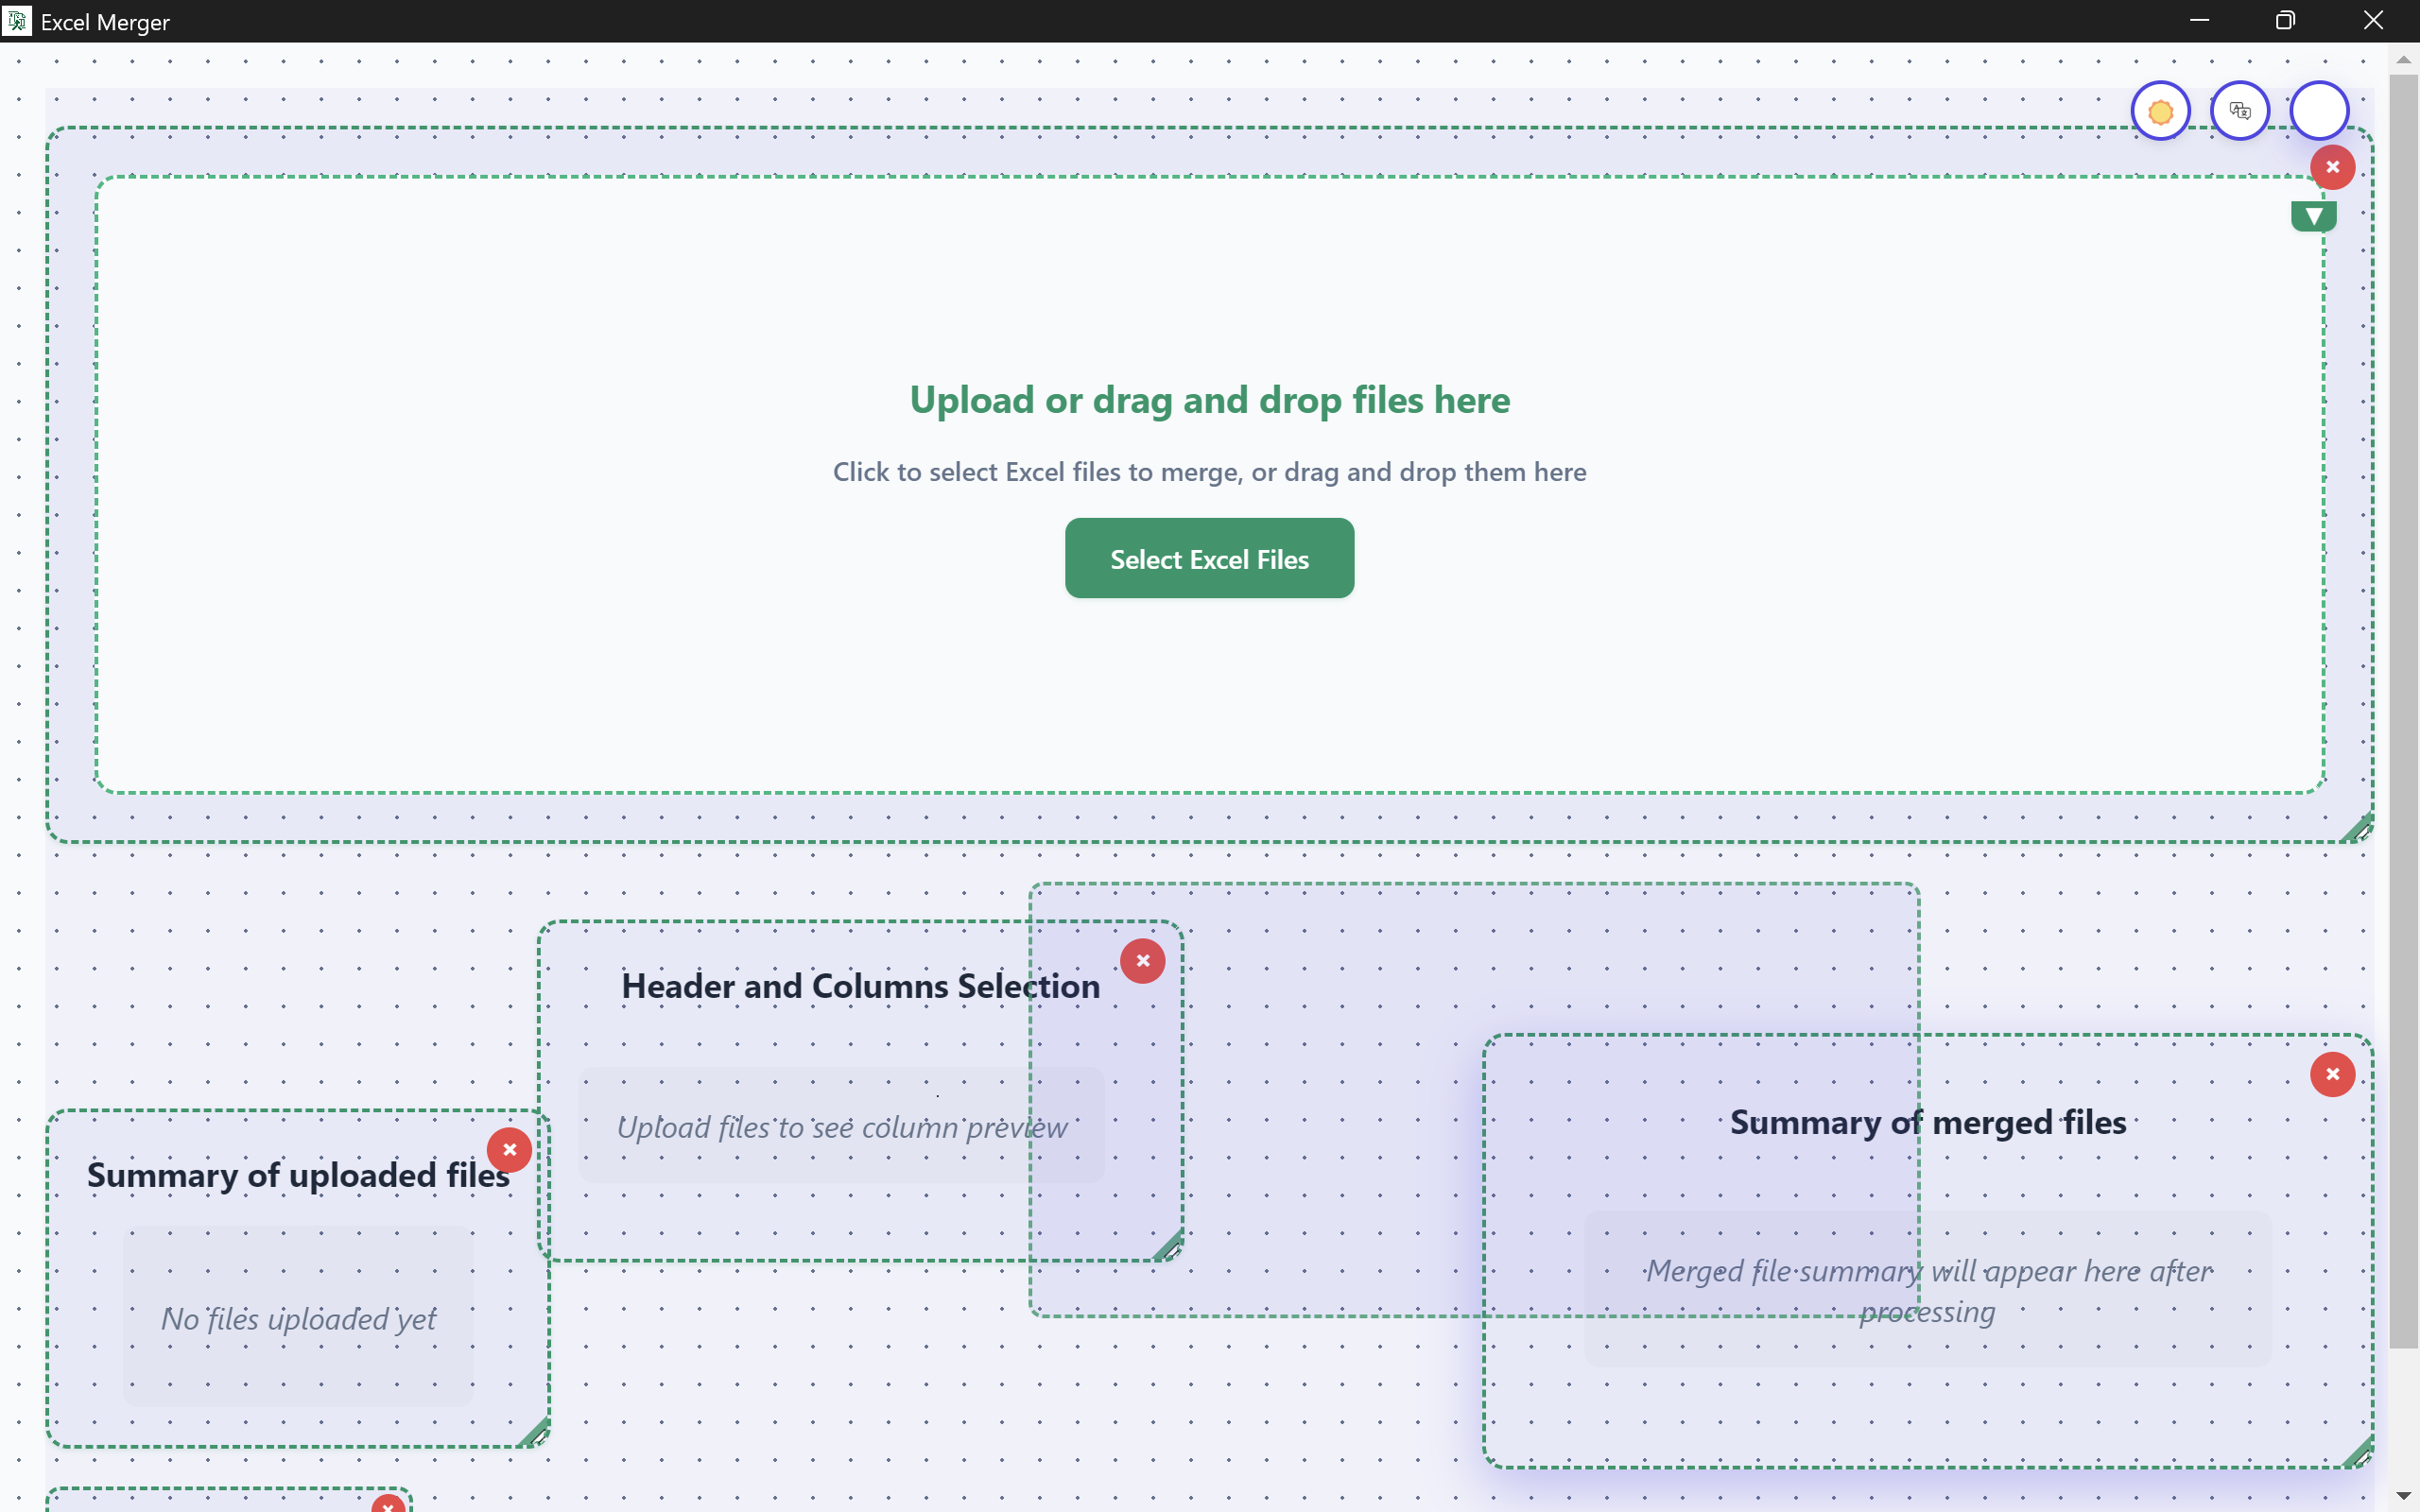 Excel Merger
Upload or drag and drop files here
Click to select Excel files to merge, or drag and drop them here
Select Excel Files
Header and Columns Selection
Upload files to see column preview
Summary of uploaded files
No files uploaded yet
Summary of merged files
Merged file summary will appear here after
processing